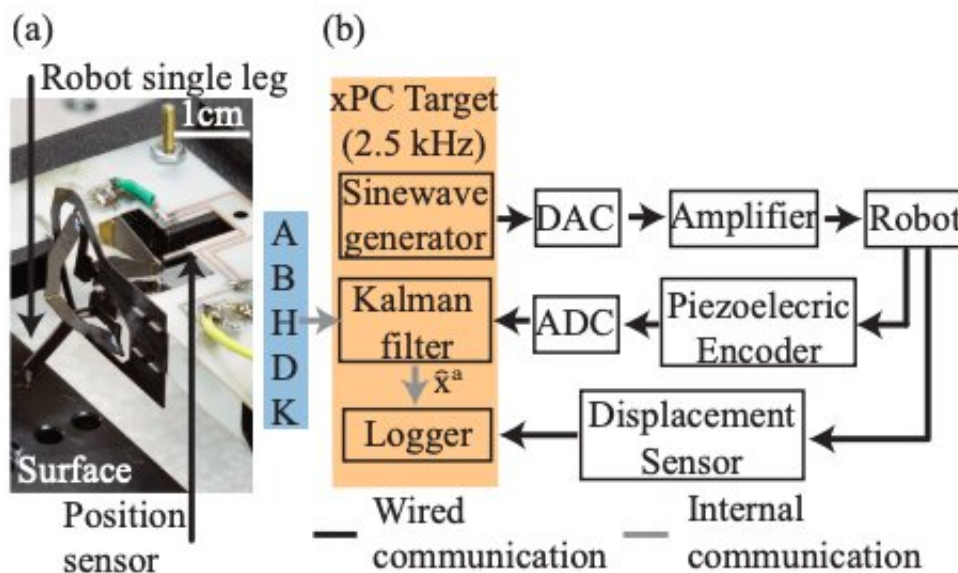 (a)
Robot single leg
1cm
Surface
Position
sensor
(b)
xPC Target
(2.5 kHz)
Sinewave
generator
DAC
Amplifier
Robot
A
B
H
D
K
Kalman
filter
ADC
Piezoelecric
Encoder
x̂ᵃ
Logger
Displacement
Sensor
Wired
communication
Internal
communication